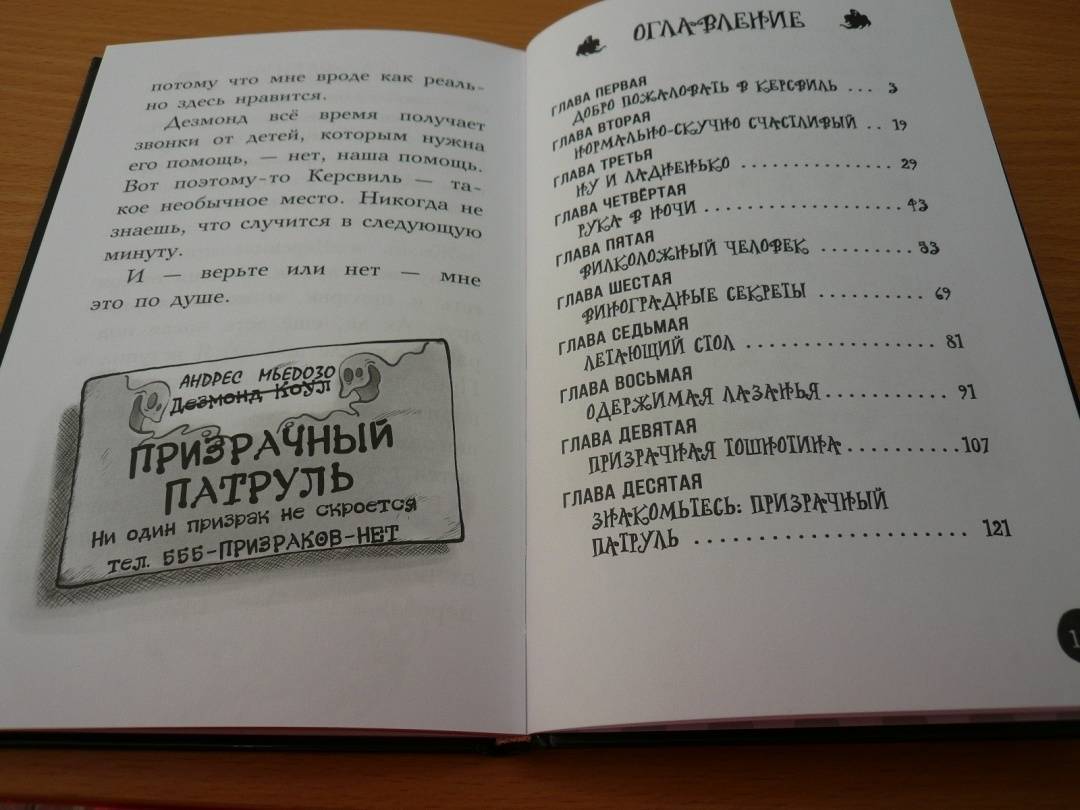 потому что мне вроде как реаль-
но здесь нравится.
Дезмонд всё время получает
звонки от детей, которым нужна
его помощь, — нет, наша помощь.
Вот поэтому-то Керсвиль — та-
кое необычное место. Никогда не
знаешь, что случится в следующую
минуту.
И — верьте или нет — мне
это по душе.
АНДРЕС МЬЕДОЗО
ДЕЗМОНД КОУЛ
ПРИЗРАЧНЫЙ
ПАТРУЛЬ
Ни один призрак не скроется
тел. 555-ПРИЗРАКОВ-НЕТ
ОГЛАВЛЕНИЕ
ГЛАВА ПЕРВАЯ
ДОБРО ПОЖАЛОВАТЬ В КЕРСВИЛЬ ... 3
ГЛАВА ВТОРАЯ
НОРМАЛЬНО-СКУЧНО СЧАСТЛИВЫЙ .. 19
ГЛАВА ТРЕТЬЯ
НУ И ЛАДНЕНЬКО .................. 29
ГЛАВА ЧЕТВЁРТАЯ
РУКА В НОЧИ ...................... 43
ГЛАВА ПЯТАЯ
ВИЛКОЛОЖНЫЙ ЧЕЛОВЕК ........... 53
ГЛАВА ШЕСТАЯ
ВИНОГРАДНЫЕ СЕКРЕТЫ .......... 69
ГЛАВА СЕДЬМАЯ
ЛЕТАЮЩИЙ СТОЛ ................... 81
ГЛАВА ВОСЬМАЯ
ОДЕРЖИМАЯ ЛАЗАНЬЯ ............ 91
ГЛАВА ДЕВЯТАЯ
ПРИЗРАЧНАЯ ТОШНОТИНА .......... 107
ГЛАВА ДЕСЯТАЯ
ЗНАКОМЬТЕСЬ: ПРИЗРАЧНЫЙ
ПАТРУЛЬ ........................ 121